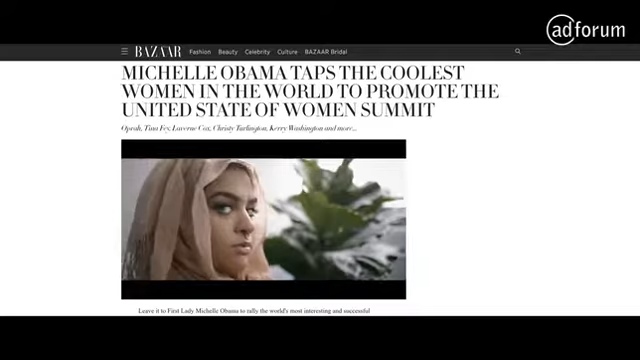 adforum
BAZAAR Fashion Beauty Celebrity Culture BAZAAR Bridal
MICHELLE OBAMA TAPS THE COOLEST
WOMEN IN THE WORLD TO PROMOTE THE
UNITED STATE OF WOMEN SUMMIT
Oprah, Tina Fey, Laverne Cox, Christy Turlington, Kerry Washington and more...
Leave it to First Lady Michelle Obama to rally the world's most interesting and successful